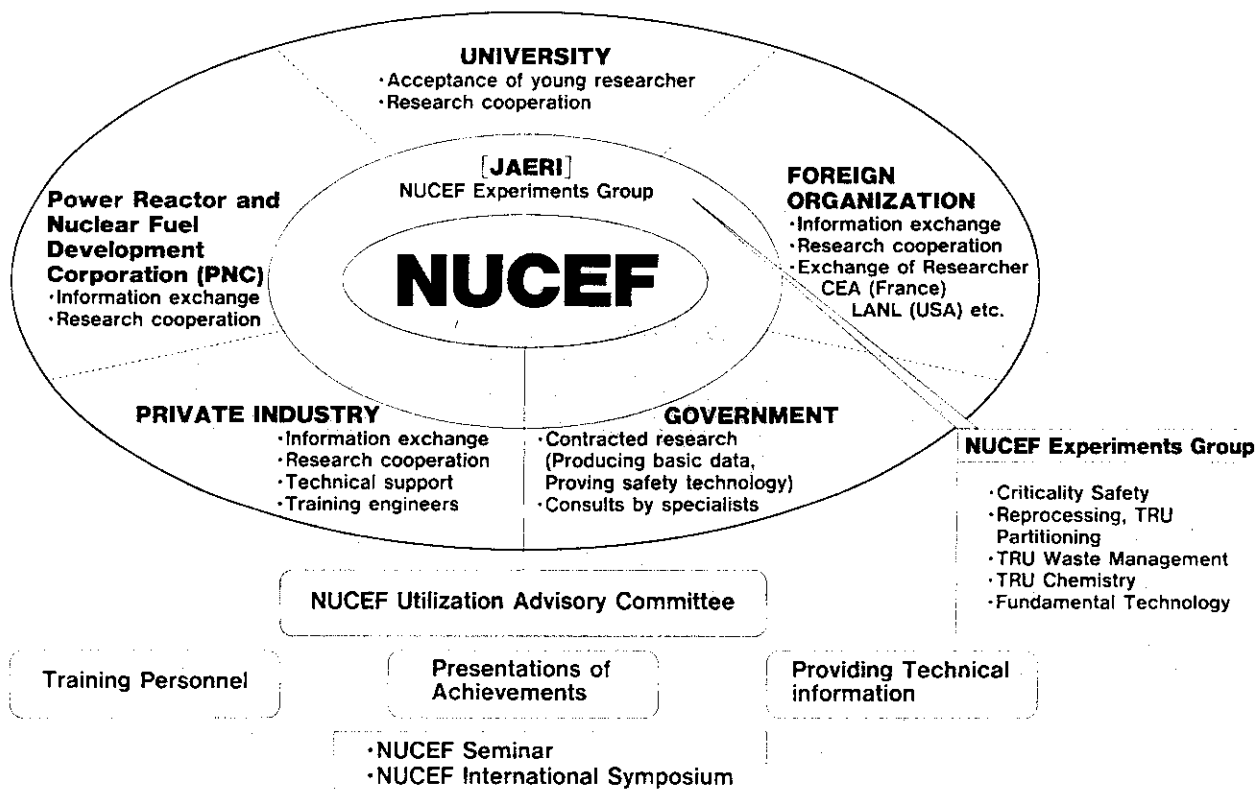 UNIVERSITY
·Acceptance of young researcher
·Research cooperation
[JAERI]
NUCEF Experiments Group
NUCEF
Power Reactor and
Nuclear Fuel
Development
Corporation (PNC)
·Information exchange
·Research cooperation
FOREIGN
ORGANIZATION
·Information exchange
·Research cooperation
·Exchange of Researcher
CEA (France)
LANL (USA) etc.
PRIVATE INDUSTRY
·Information exchange
·Research cooperation
·Technical support
·Training engineers
GOVERNMENT
·Contracted research
(Producing basic data,
Proving safety technology)
·Consults by specialists
NUCEF Experiments Group
·Criticality Safety
·Reprocessing, TRU
Partitioning
·TRU Waste Management
·TRU Chemistry
·Fundamental Technology
NUCEF Utilization Advisory Committee
Training Personnel
Presentations of
Achievements
Providing Technical
information
·NUCEF Seminar
·NUCEF International Symposium